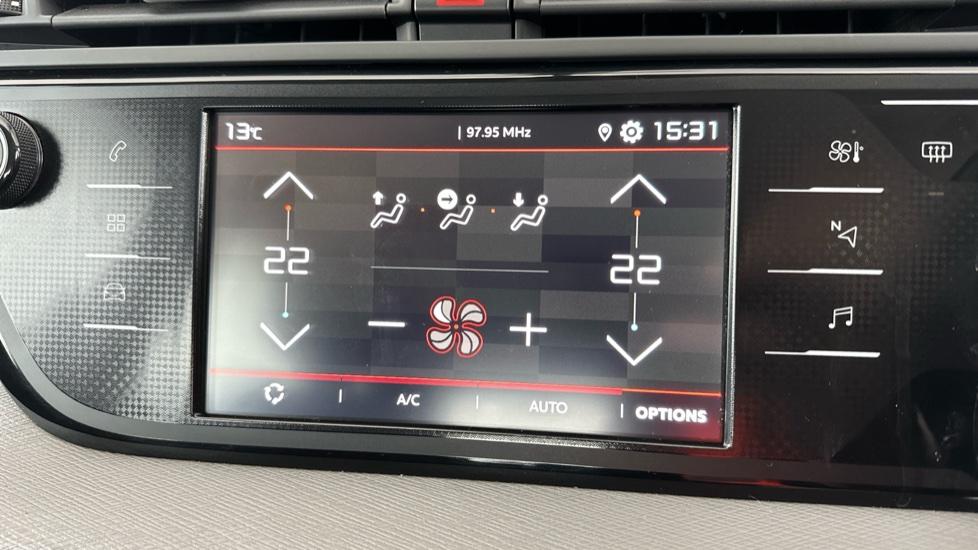 13°C | 97.95 MHz 15:31
N
22 22
A/C | AUTO | OPTIONS